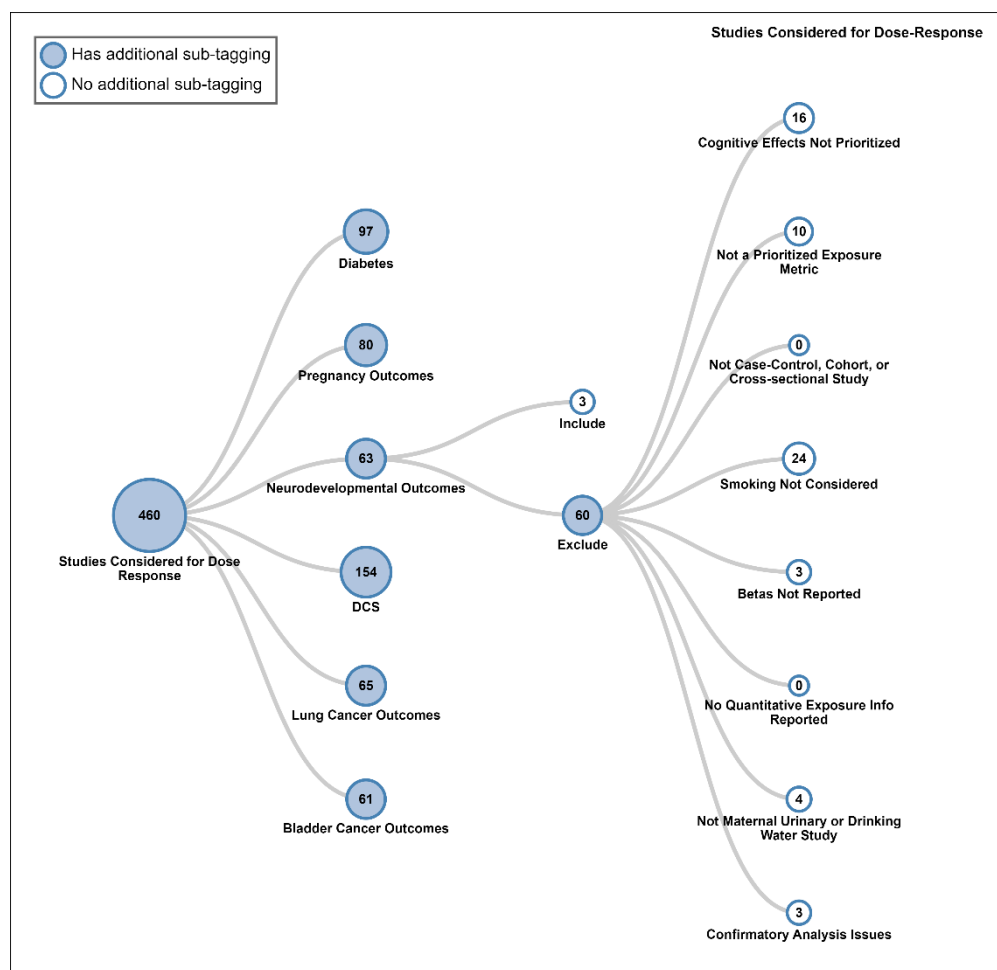 Studies Considered for Dose-Response
Has additional sub-tagging
No additional sub-tagging
16
Cognitive Effects Not Prioritized
97
Diabetes
10
Not a Prioritized Exposure
Metric
80
Pregnancy Outcomes
0
Not Case-Control, Cohort, or
Cross-sectional Study
3
Include
63
Neurodevelopmental Outcomes
24
Smoking Not Considered
460
Studies Considered for Dose
Response
60
Exclude
154
DCS
3
Betas Not Reported
65
Lung Cancer Outcomes
0
No Quantitative Exposure Info
Reported
61
Bladder Cancer Outcomes
4
Not Maternal Urinary or Drinking
Water Study
3
Confirmatory Analysis Issues